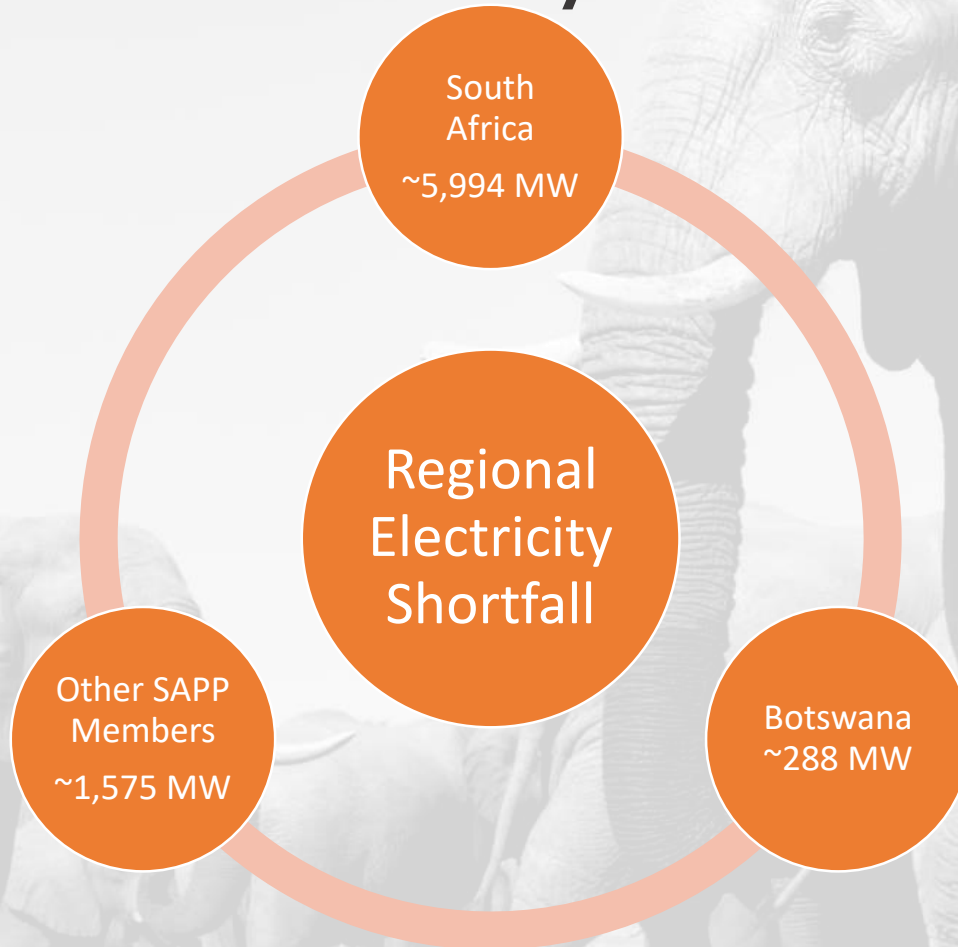 South
Africa
~5,994 MW
Regional
Electricity
Shortfall
Other SAPP
Members
~1,575 MW
Botswana
~288 MW